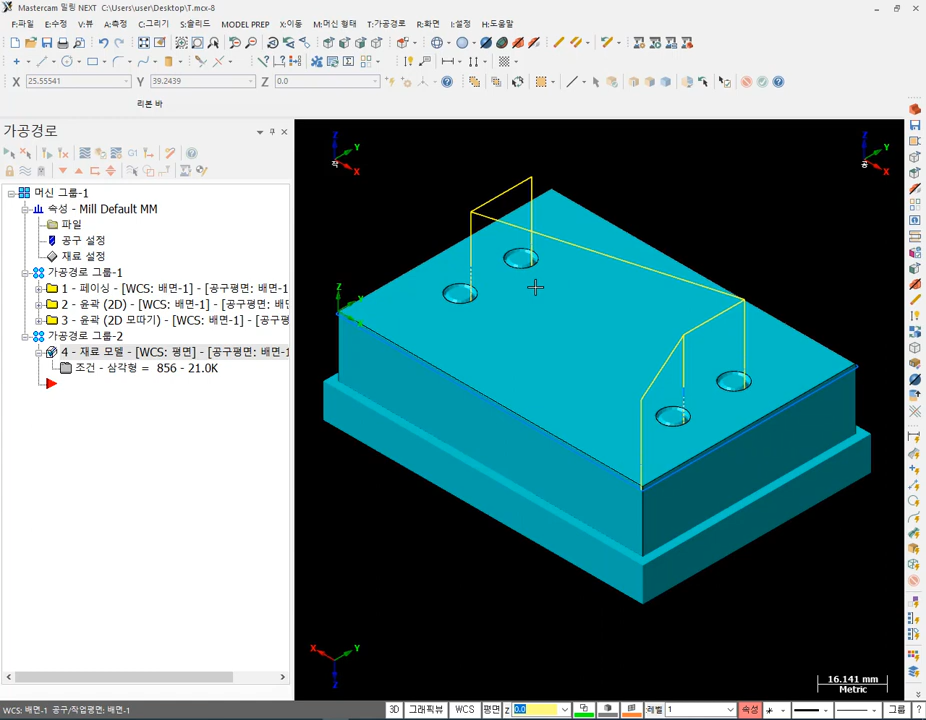 Mastercam 밀링 NEXT C:\Users\user\Desktop\T.mcx-8
F:파일 E:수정 V:뷰 A:측정 C:그리기 S:솔리드 MODEL PREP X:이동 M:머신 형태 T:가공경로 R:화면 I:설정 H:도움말
X 25.55541 Y 39.2439 Z 0.0
리본 바
가공경로
G1
머신 그룹-1
속성 - Mill Default MM
파일
공구 설정
재료 설정
가공경로 그룹-1
1 - 페이싱 - [WCS: 배면-1] - [공구평면: 배면-1
2 - 윤곽 (2D) - [WCS: 배면-1] - [공구평면: 배면
3 - 윤곽 (2D 모따기) - [WCS: 배면-1] - [공구평
가공경로 그룹-2
4 - 재료 모델 - [WCS: 평면] - [공구평면: 배면-1
조건 - 삼각형 = 856 - 21.0K
Z Y X
Z Y X
Z
X Y Z
16.141 mm
Metric
WCS: 배면-1 공구/작업평면: 배면-1 3D 그래픽뷰 WCS 평면 Z 0.0 레벨 1 속성 그룹 ?